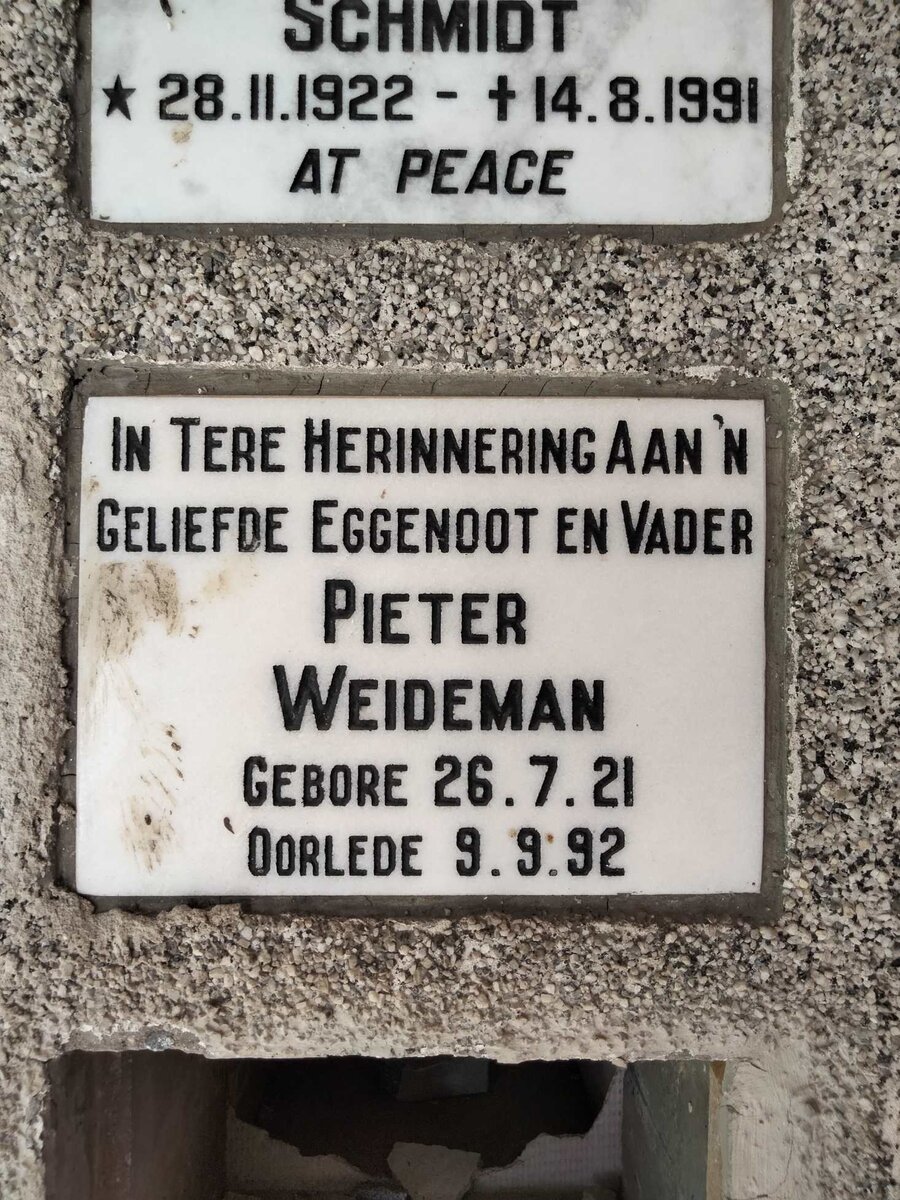 SCHMIDT
★ 28.11.1922 - ✝14.8.1991
AT PEACE
IN TERE HERINNERING AAN 'N
GELIEFDE EGGENOOT EN VADER
PIETER
WEIDEMAN
GEBORE 26.7.21
OORLEDE 9.9.92